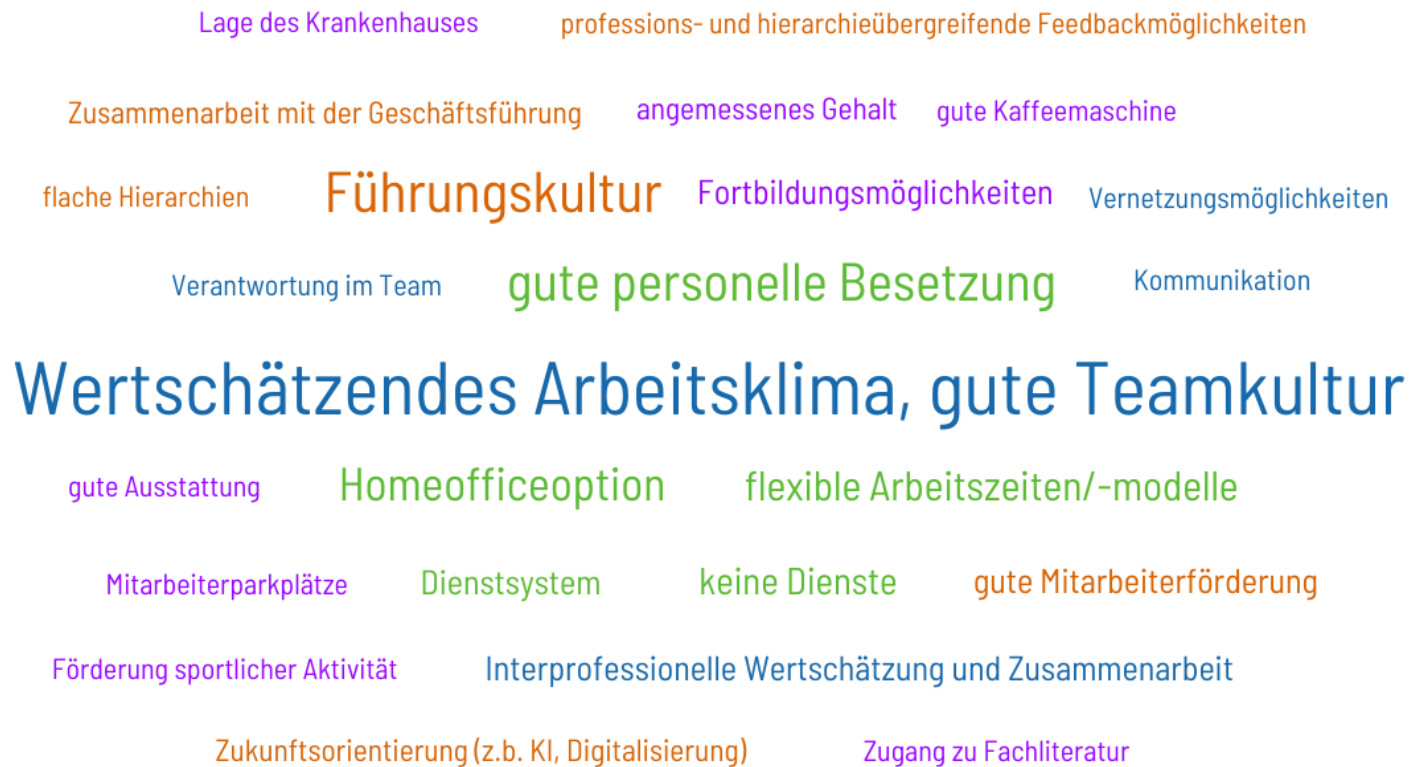 Lage des Krankenhauses professions- und hierarchieübergreifende Feedbackmöglichkeiten
Zusammenarbeit mit der Geschäftsführung angemessenes Gehalt gute Kaffeemaschine
flache Hierarchien Führungskultur Fortbildungsmöglichkeiten Vernetzungsmöglichkeiten
Verantwortung im Team gute personelle Besetzung Kommunikation
Wertschätzendes Arbeitsklima, gute Teamkultur
gute Ausstattung Homeofficeoption flexible Arbeitszeiten/-modelle
Mitarbeiterparkplätze Dienstsystem keine Dienste gute Mitarbeiterförderung
Förderung sportlicher Aktivität Interprofessionelle Wertschätzung und Zusammenarbeit
Zukunftsorientierung (z.b. KI, Digitalisierung) Zugang zu Fachliteratur